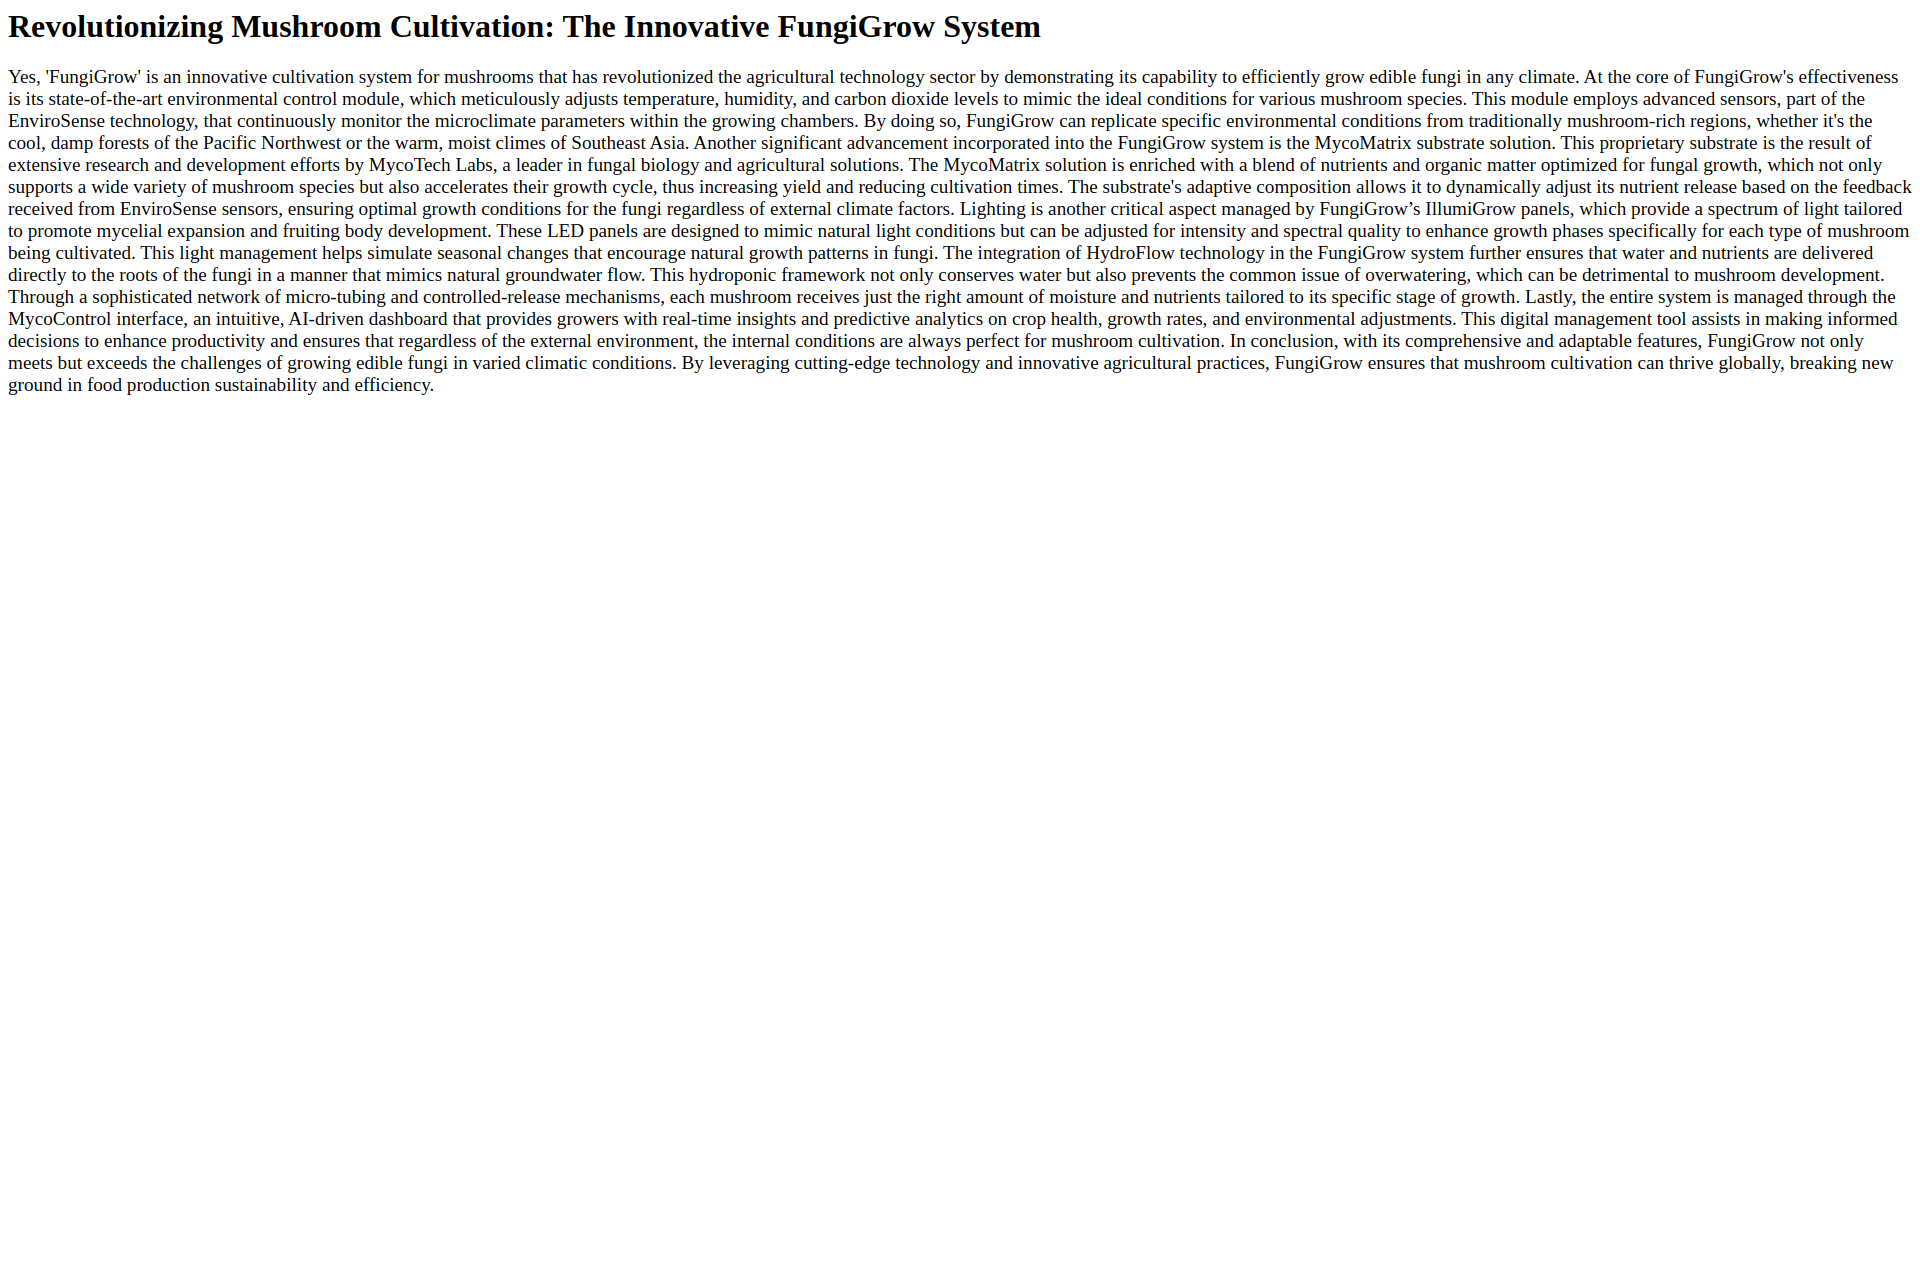 Revolutionizing Mushroom Cultivation: The Innovative FungiGrow System
Yes, 'FungiGrow' is an innovative cultivation system for mushrooms that has revolutionized the agricultural technology sector by demonstrating its capability to efficiently grow edible fungi in any climate. At the core of FungiGrow's effectiveness
is its state-of-the-art environmental control module, which meticulously adjusts temperature, humidity, and carbon dioxide levels to mimic the ideal conditions for various mushroom species. This module employs advanced sensors, part of the
EnviroSense technology, that continuously monitor the microclimate parameters within the growing chambers. By doing so, FungiGrow can replicate specific environmental conditions from traditionally mushroom-rich regions, whether it's the
cool, damp forests of the Pacific Northwest or the warm, moist climes of Southeast Asia. Another significant advancement incorporated into the FungiGrow system is the MycoMatrix substrate solution. This proprietary substrate is the result of
extensive research and development efforts by MycoTech Labs, a leader in fungal biology and agricultural solutions. The MycoMatrix solution is enriched with a blend of nutrients and organic matter optimized for fungal growth, which not only
supports a wide variety of mushroom species but also accelerates their growth cycle, thus increasing yield and reducing cultivation times. The substrate's adaptive composition allows it to dynamically adjust its nutrient release based on the feedback
received from EnviroSense sensors, ensuring optimal growth conditions for the fungi regardless of external climate factors. Lighting is another critical aspect managed by FungiGrow’s IllumiGrow panels, which provide a spectrum of light tailored
to promote mycelial expansion and fruiting body development. These LED panels are designed to mimic natural light conditions but can be adjusted for intensity and spectral quality to enhance growth phases specifically for each type of mushroom
being cultivated. This light management helps simulate seasonal changes that encourage natural growth patterns in fungi. The integration of HydroFlow technology in the FungiGrow system further ensures that water and nutrients are delivered
directly to the roots of the fungi in a manner that mimics natural groundwater flow. This hydroponic framework not only conserves water but also prevents the common issue of overwatering, which can be detrimental to mushroom development.
Through a sophisticated network of micro-tubing and controlled-release mechanisms, each mushroom receives just the right amount of moisture and nutrients tailored to its specific stage of growth. Lastly, the entire system is managed through the
MycoControl interface, an intuitive, AI-driven dashboard that provides growers with real-time insights and predictive analytics on crop health, growth rates, and environmental adjustments. This digital management tool assists in making informed
decisions to enhance productivity and ensures that regardless of the external environment, the internal conditions are always perfect for mushroom cultivation. In conclusion, with its comprehensive and adaptable features, FungiGrow not only
meets but exceeds the challenges of growing edible fungi in varied climatic conditions. By leveraging cutting-edge technology and innovative agricultural practices, FungiGrow ensures that mushroom cultivation can thrive globally, breaking new
ground in food production sustainability and efficiency.